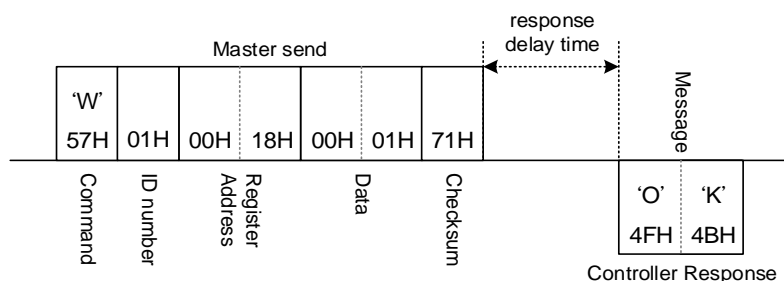 response
delay time
Master send
'W'
57H 01H 00H 18H 00H 01H 71H
Command
ID number
Register
Address
Data
Checksum
Message
'O' 'K'
4FH 4BH
Controller Response